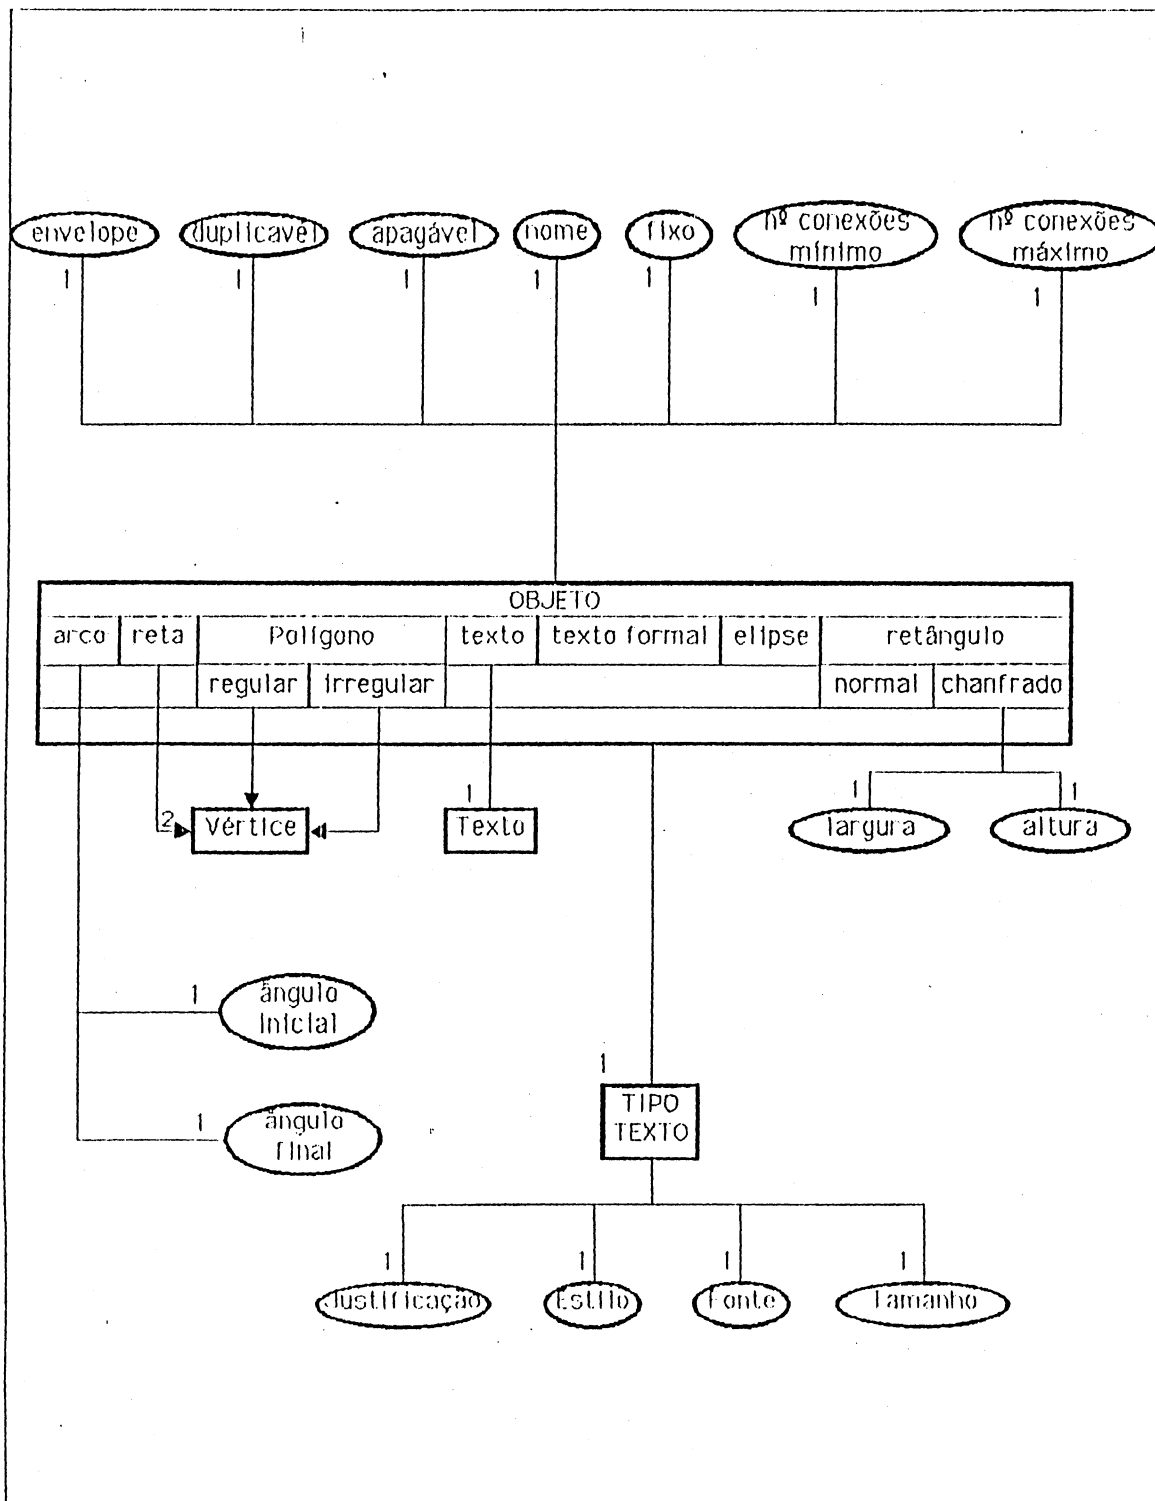 envelope
duplicavél
apagável
nome
fixo
nº conexões
mínimo
nº conexões
máximo
1
1
1
1
1
1
1
OBJETO
arco
reta
Polígono
texto
texto formal
elipse
retângulo
regular
irregular
normal
chanfrado
2
Vértice
1
Texto
1
largura
1
altura
1
ângulo
inicial
1
ângulo
final
1
TIPO
TEXTO
1
1
1
1
Justificação
Estilo
Fonte
Tamanho